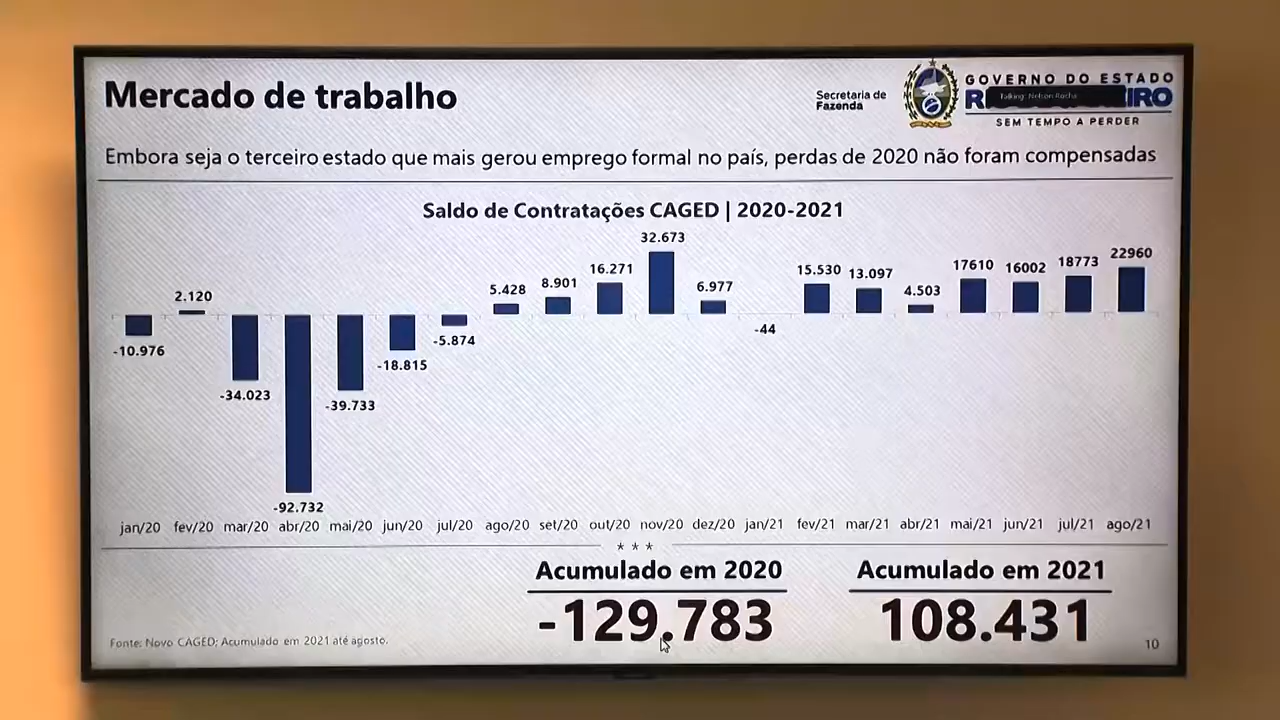 Mercado de trabalho
Secretaria de
Fazenda
GOVERNO DO ESTADO
Talking: Nelson Rocha
SEM TEMPO A PERDER
Embora seja o terceiro estado que mais gerou emprego formal no país, perdas de 2020 não foram compensadas
Saldo de Contratações CAGED | 2020-2021
-10.976
2.120
-34.023
-92.732
-39.733
-18.815
-5.874
5.428
8.901
16.271
32.673
6.977
-44
15.530
13.097
4.503
17610
16002
18773
22960
jan/20 fev/20 mar/20 abr/20 mai/20 jun/20 jul/20 ago/20 set/20 out/20 nov/20 dez/20 jan/21 fev/21 mar/21 abr/21 mai/21 jun/21 jul/21 ago/21
* * *
Acumulado em 2020
-129.783
Acumulado em 2021
108.431
Fonte: Novo CAGED; Acumulado em 2021 até agosto.
10